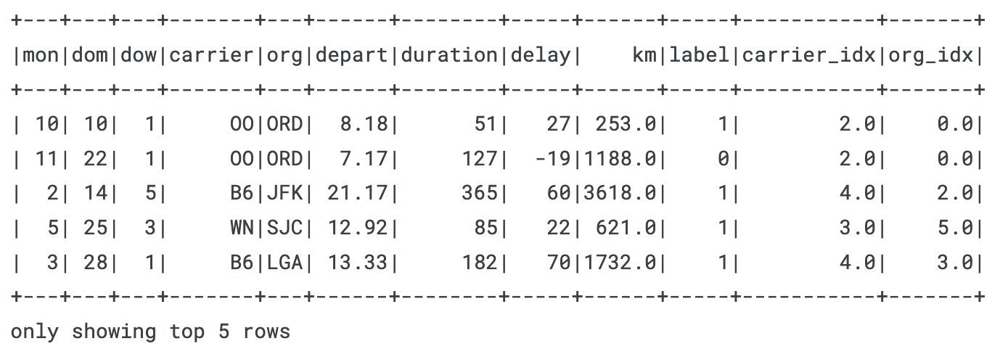 +---+---+---+-------+---+------+--------+-----+------+-----+-----------+-------+
|mon|dom|dow|carrier|org|depart|duration|delay|    km|label|carrier_idx|org_idx|
+---+---+---+-------+---+------+--------+-----+------+-----+-----------+-------+
| 10| 10|  1|     OO|ORD|  8.18|      51|   27| 253.0|    1|        2.0|    0.0|
| 11| 22|  1|     OO|ORD|  7.17|     127|  -19|1188.0|    0|        2.0|    0.0|
|  2| 14|  5|     B6|JFK| 21.17|     365|   60|3618.0|    1|        4.0|    2.0|
|  5| 25|  3|     WN|SJC| 12.92|      85|   22| 621.0|    1|        3.0|    5.0|
|  3| 28|  1|     B6|LGA| 13.33|     182|   70|1732.0|    1|        4.0|    3.0|
+---+---+---+-------+---+------+--------+-----+------+-----+-----------+-------+
only showing top 5 rows